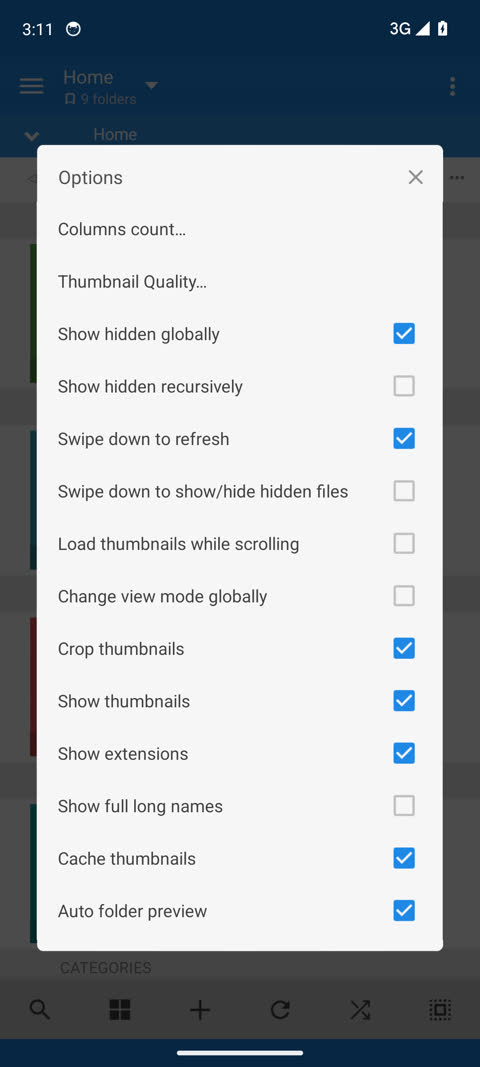 3:11
3G
Home
9 folders
Home
Options
Columns count...
Thumbnail Quality...
Show hidden globally
Show hidden recursively
Swipe down to refresh
Swipe down to show/hide hidden files
Load thumbnails while scrolling
Change view mode globally
Crop thumbnails
Show thumbnails
Show extensions
Show full long names
Cache thumbnails
Auto folder preview
CATEGORIES